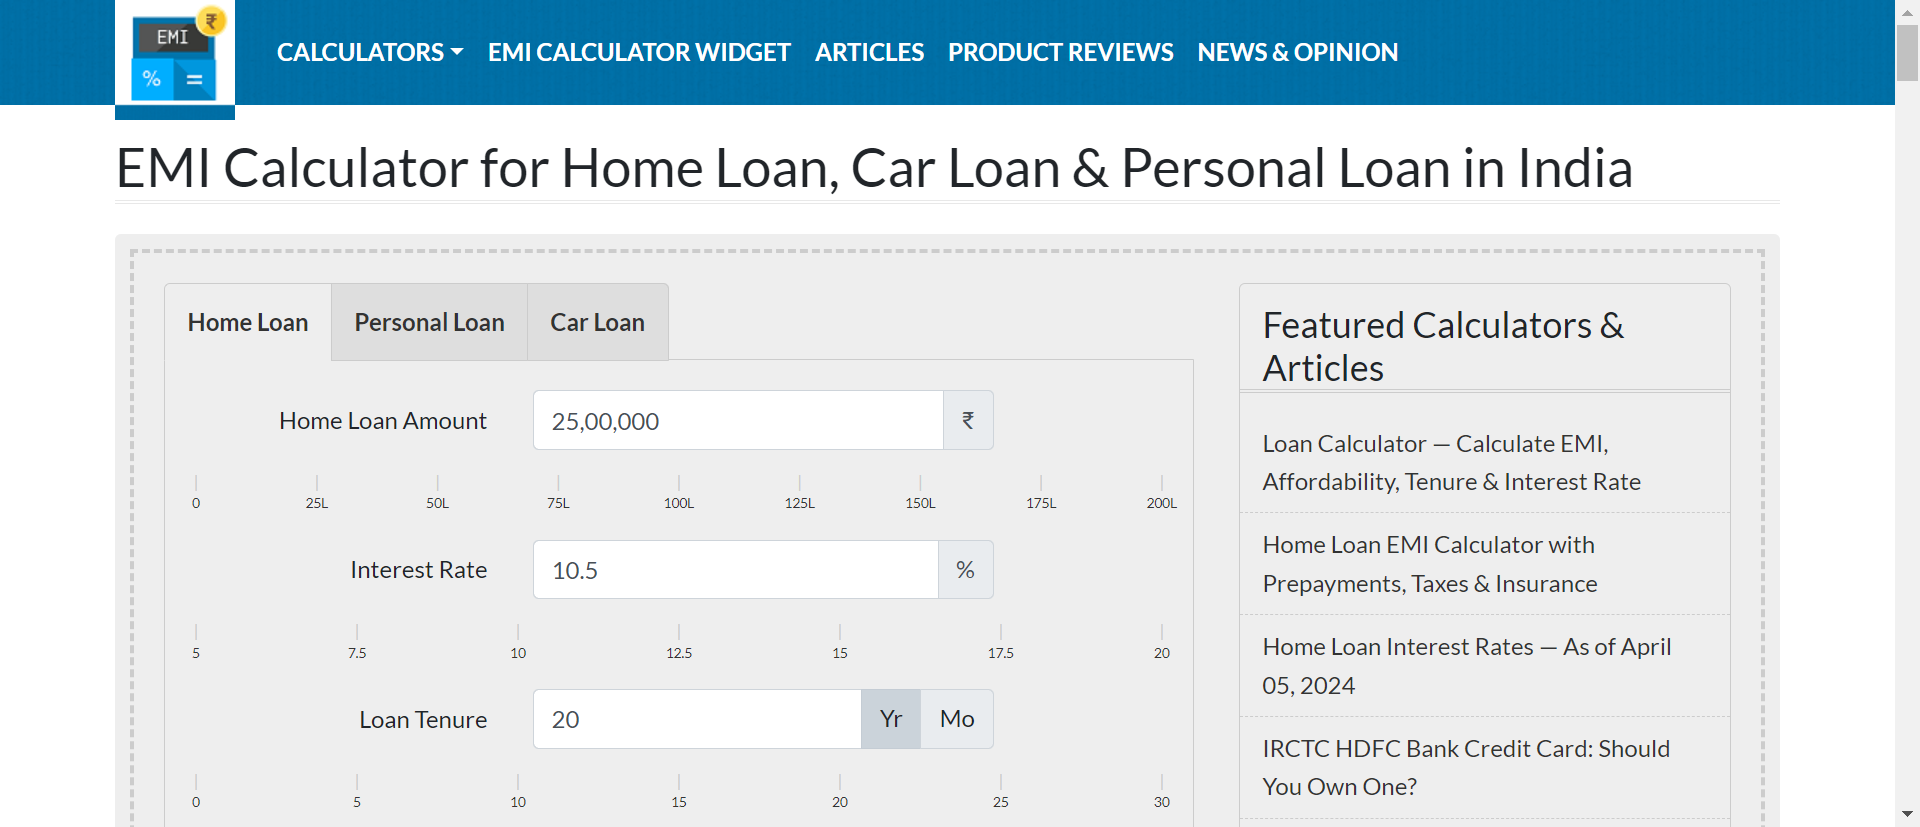 EMI
₹
% =
CALCULATORS EMI CALCULATOR WIDGET ARTICLES PRODUCT REVIEWS NEWS & OPINION
EMI Calculator for Home Loan, Car Loan & Personal Loan in India
Home Loan Personal Loan Car Loan
Home Loan Amount 25,00,000 ₹
0 25L 50L 75L 100L 125L 150L 175L 200L
Interest Rate 10.5 %
5 7.5 10 12.5 15 17.5 20
Loan Tenure 20 Yr Mo
0 5 10 15 20 25 30
Featured Calculators &
Articles
Loan Calculator — Calculate EMI,
Affordability, Tenure & Interest Rate
Home Loan EMI Calculator with
Prepayments, Taxes & Insurance
Home Loan Interest Rates — As of April
05, 2024
IRCTC HDFC Bank Credit Card: Should
You Own One?